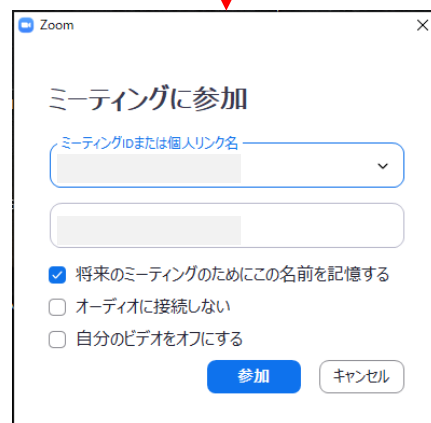 Zoom
ミーティングに参加
ミーティングIDまたは個人リンク名
将来のミーティングのためにこの名前を記憶する
オーディオに接続しない
自分のビデオをオフにする
参加 キャンセル